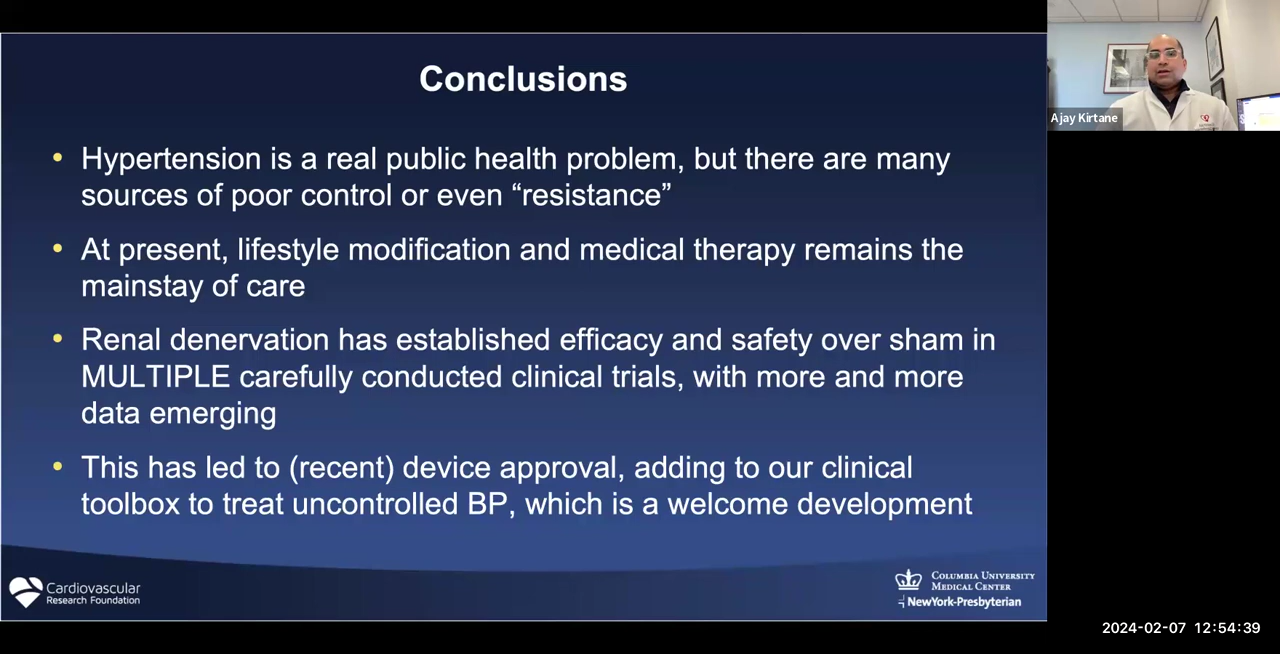 Conclusions
• Hypertension is a real public health problem, but there are many
sources of poor control or even “resistance”
• At present, lifestyle modification and medical therapy remains the
mainstay of care
• Renal denervation has established efficacy and safety over sham in
MULTIPLE carefully conducted clinical trials, with more and more
data emerging
• This has led to (recent) device approval, adding to our clinical
toolbox to treat uncontrolled BP, which is a welcome development
Cardiovascular
Research Foundation
COLUMBIA UNIVERSITY
MEDICAL CENTER
NewYork-Presbyterian
Ajay Kirtane
2024-02-07 12:54:39